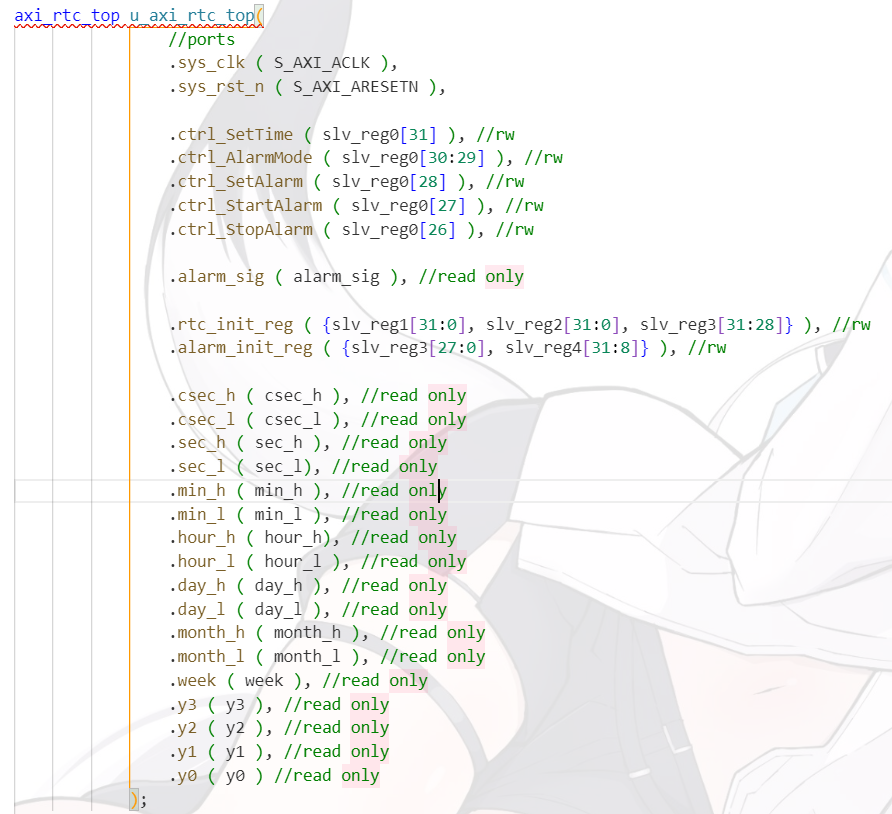 axi_rtc_top u_axi_rtc_top(
//ports
.sys_clk ( S_AXI_ACLK ),
.sys_rst_n ( S_AXI_ARESETN ),
.ctrl_SetTime ( slv_reg0[31] ), //rw
.ctrl_AlarmMode ( slv_reg0[30:29] ), //rw
.ctrl_SetAlarm ( slv_reg0[28] ), //rw
.ctrl_StartAlarm ( slv_reg0[27] ), //rw
.ctrl_StopAlarm ( slv_reg0[26] ), //rw
.alarm_sig ( alarm_sig ), //read only
.rtc_init_reg ( {slv_reg1[31:0], slv_reg2[31:0], slv_reg3[31:28]} ), //rw
.alarm_init_reg ( {slv_reg3[27:0], slv_reg4[31:8]} ), //rw
.csec_h ( csec_h ), //read only
.csec_l ( csec_l ), //read only
.sec_h ( sec_h ), //read only
.sec_l ( sec_l), //read only
.min_h ( min_h ), //read only
.min_l ( min_l ), //read only
.hour_h ( hour_h), //read only
.hour_l ( hour_l ), //read only
.day_h ( day_h ), //read only
.day_l ( day_l ), //read only
.month_h ( month_h ), //read only
.month_l ( month_l ), //read only
.week ( week ), //read only
.y3 ( y3 ), //read only
.y2 ( y2 ), //read only
.y1 ( y1 ), //read only
.y0 ( y0 ) //read only
);